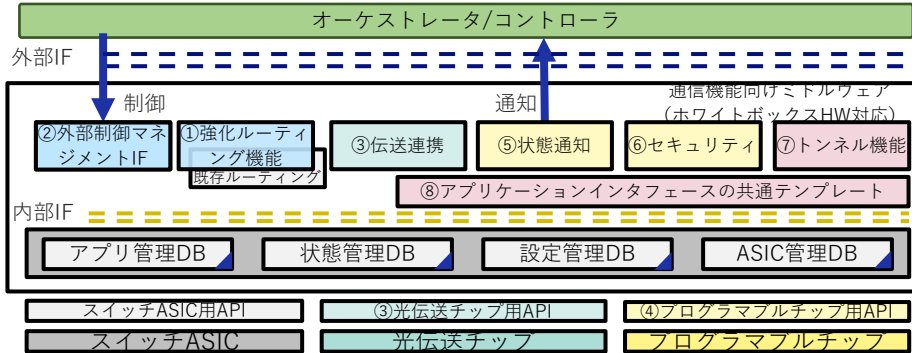 オーケストレータ/コントローラ
外部IF
制御
通知
通信機能向けミドルウェア
(ホワイトボックスHW対応)
②外部制御マネ
ジメントIF
①強化ルーティ
ング機能
既存ルーティング
③伝送連携
⑤状態通知
⑥セキュリティ
⑦トンネル機能
⑧アプリケーションインタフェースの共通テンプレート
内部IF
アプリ管理DB
状態管理DB
設定管理DB
ASIC管理DB
スイッチASIC用API
③光伝送チップ用API
④プログラマブルチップ用API
スイッチASIC
光伝送チップ
プログラマブルチップ